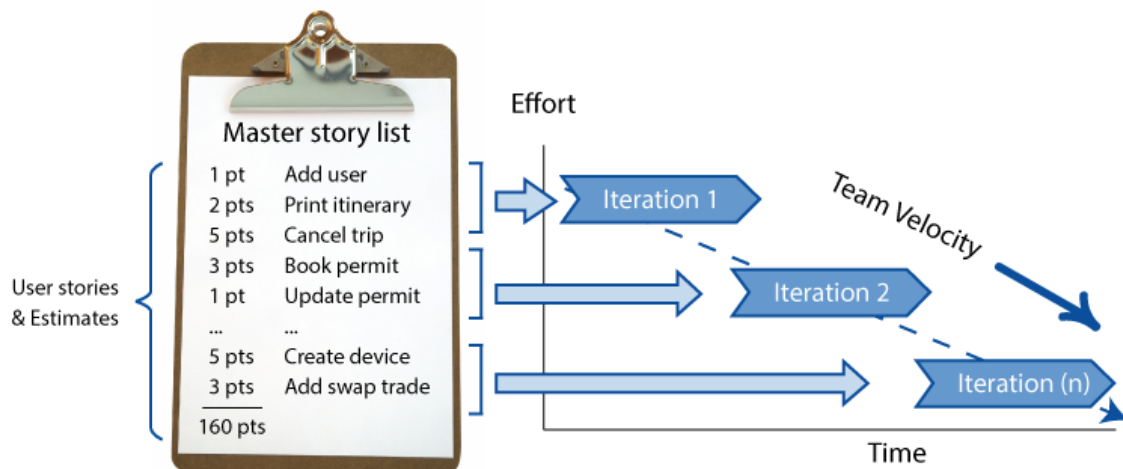 Master story list
1 pt Add user
2 pts Print itinerary
5 pts Cancel trip
3 pts Book permit
1 pt Update permit
... ...
5 pts Create device
3 pts Add swap trade
160 pts
User stories
& Estimates
Effort
Iteration 1
Iteration 2
Iteration (n)
Team Velocity
Time